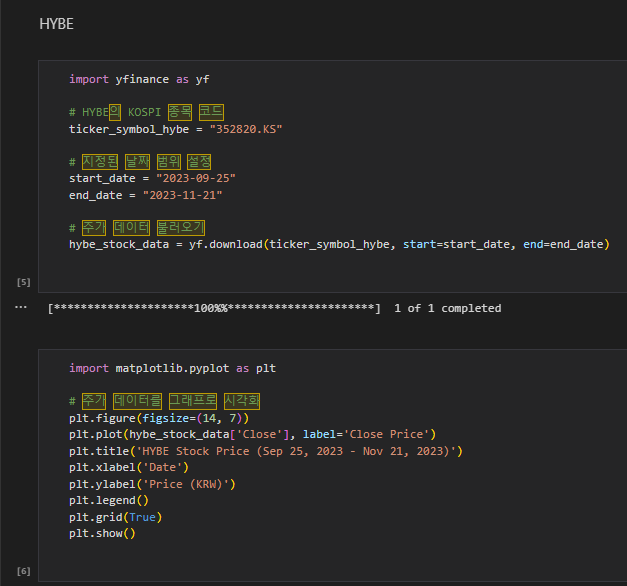 HYBE
import yfinance as yf
# HYBE의 KOSPI 종목 코드
ticker_symbol_hybe = "352820.KS"
# 지정된 날짜 범위 설정
start_date = "2023-09-25"
end_date = "2023-11-21"
# 주가 데이터 불러오기
hybe_stock_data = yf.download(ticker_symbol_hybe, start=start_date, end=end_date)
[5]
... [*********************100%%**********************]  1 of 1 completed
import matplotlib.pyplot as plt
# 주가 데이터를 그래프로 시각화
plt.figure(figsize=(14, 7))
plt.plot(hybe_stock_data['Close'], label='Close Price')
plt.title('HYBE Stock Price (Sep 25, 2023 - Nov 21, 2023)')
plt.xlabel('Date')
plt.ylabel('Price (KRW)')
plt.legend()
plt.grid(True)
plt.show()
[6]